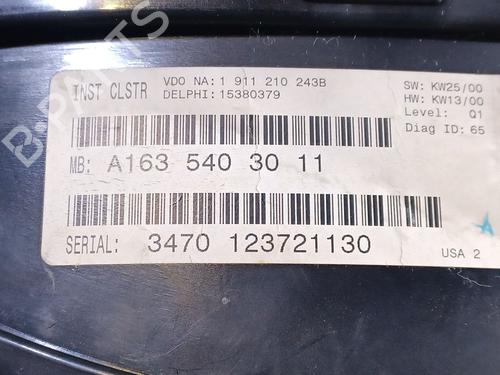 INST CLSTR
VDO NA: 1 911 210 243B
DELPHI: 15380379
SW: KW25/00
HW: KW13/00
Level: Q1
Diag ID: 65
MB: A163 540 30 11
SERIAL: 3470 123721130
USA 2
A
B-PARTS